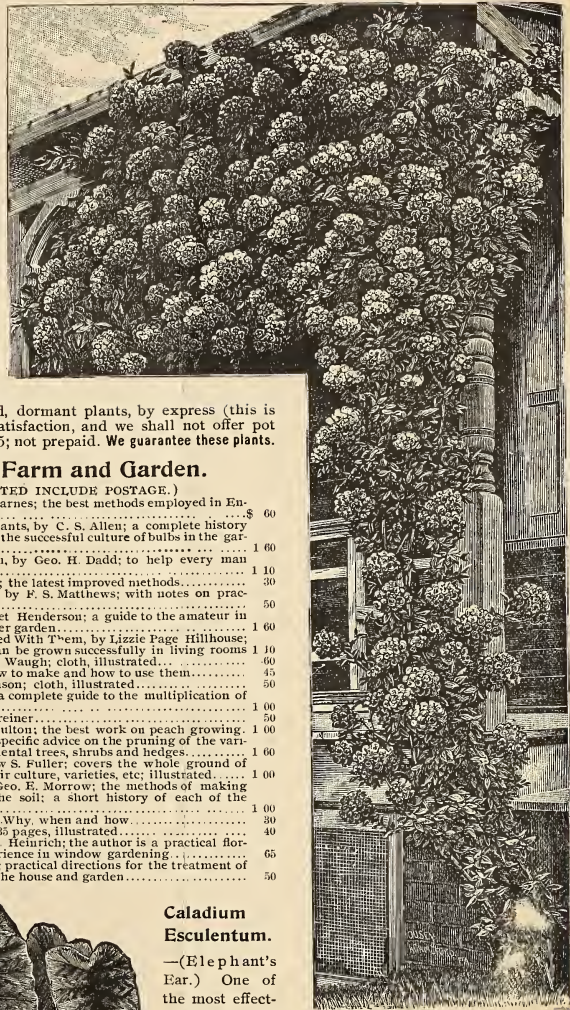 d, dormant plants, by express (this is
atisfaction, and we shall not offer pot
5; not prepaid. We guarantee these plants.
Farm and Garden.
TED INCLUDE POSTAGE.)
arnes; the best methods employed in En-
....$ 60
ants, by C. S. Allen; a complete history
the successful culture of bulbs in the gar-
..... 1 60
n, by Geo. H. Dadd; to help every man
..... 1 10
; the latest improved methods..... 30
by F. S. Matthews; with notes on prac-
..... 50
et Henderson; a guide to the amateur in
er garden..... 1 60
ed With Them, by Lizzie Page Hillhouse;
an be grown successfully in living rooms 1 10
Waugh; cloth, illustrated... 60
w to make and how to use them..... 45
nson; cloth, illustrated..... 50
a complete guide to the multiplication of
..... 1 00
reiner..... 50
ulton; the best work on peach growing. 1 00
specific advice on the pruning of the vari-
ental trees, shrubs and hedges..... 1 60
w S. Fuller; covers the whole ground of
ir culture, varieties, etc; illustrated..... 1 00
Geo. E. Morrow; the methods of making
he soil; a short history of each of the
..... 1 00
Why, when and how..... 30
35 pages, illustrated..... 40
Heinrich; the author is a practical flor-
rience in window gardening..... 65
practical directions for the treatment of
he house and garden..... 50
Caladium
Esculentum.
—(Elephant's
Ear.) One of
the most effect-